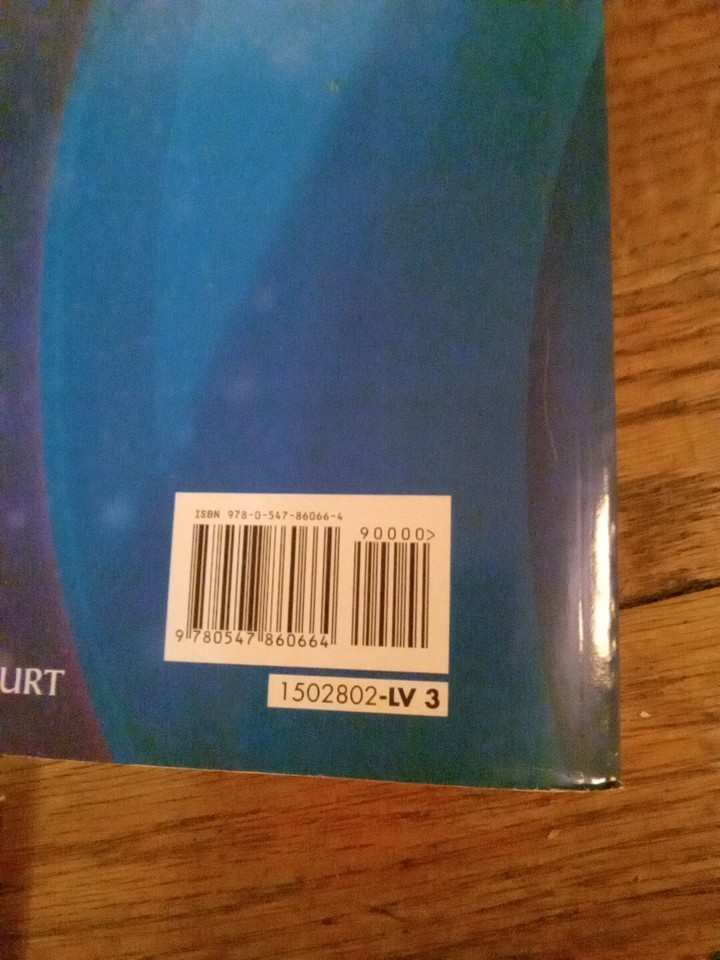 ISBN 978-0-547-86066-4
90000>
9 780547 860664
URT
1502802-LV 3